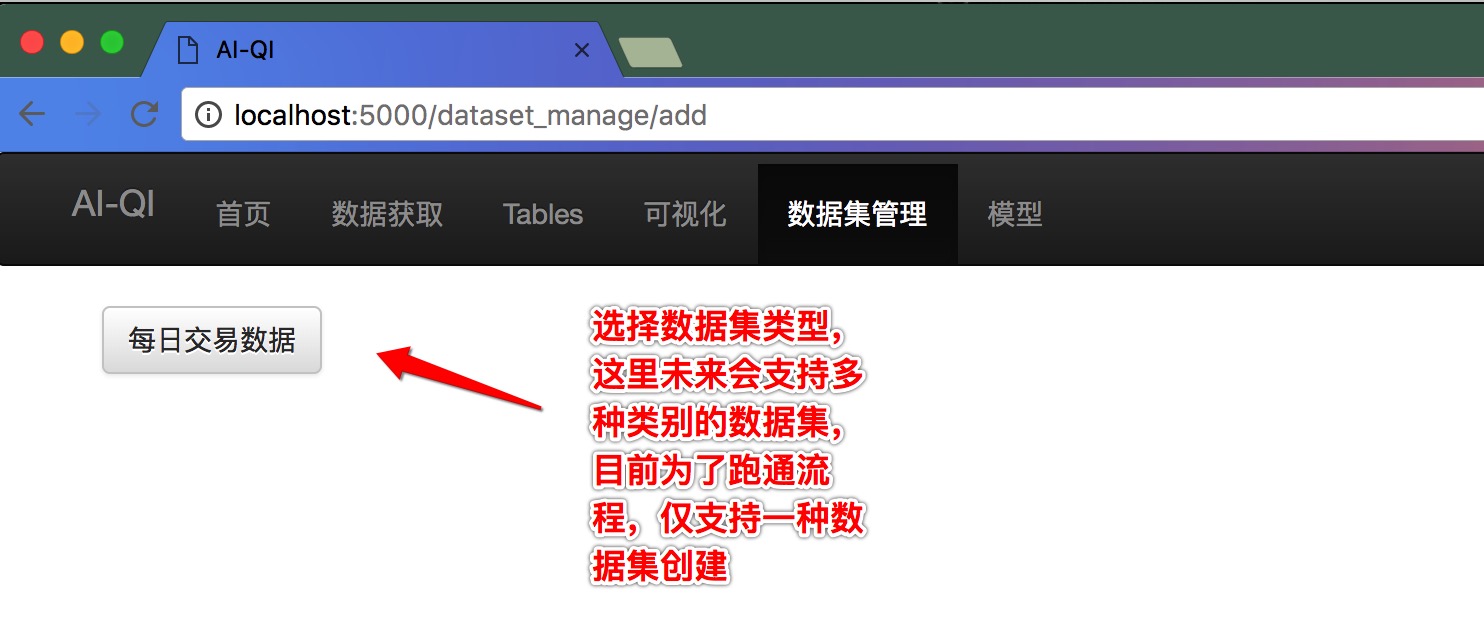 AI-QI
localhost:5000/dataset_manage/add
AI-QI 首页 数据获取 Tables 可视化 数据集管理 模型
每日交易数据
选择数据集类型，
这里未来会支持多
种类别的数据集，
目前为了跑通流
程，仅支持一种数
据集创建